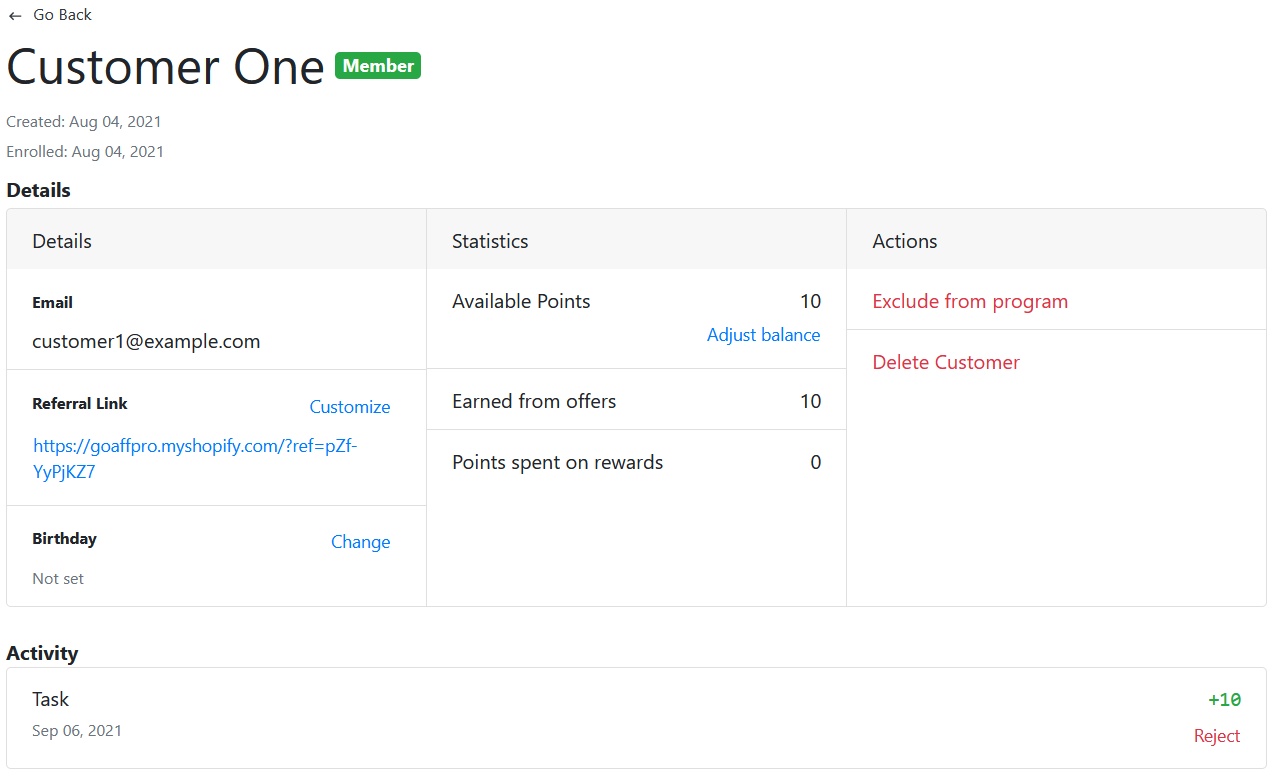 ← Go Back
Customer One Member
Created: Aug 04, 2021
Enrolled: Aug 04, 2021
Details
Details
Email
customer1@example.com
Referral Link Customize
https://goaffpro.myshopify.com/?ref=pZf-
YyPjKZ7
Birthday Change
Not set
Statistics
Available Points 10
Adjust balance
Earned from offers 10
Points spent on rewards 0
Actions
Exclude from program
Delete Customer
Activity
Task +10
Sep 06, 2021 Reject